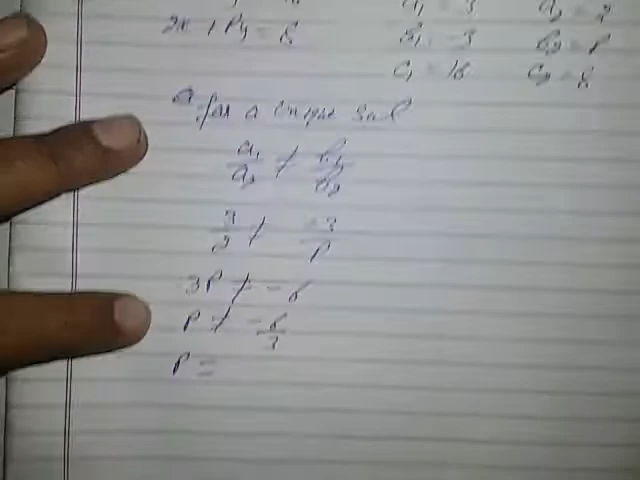 a₁ = 3 a₂ = 2
2x + Py = 8 b₁ = 3 b₂ = P
c₁ = 16 c₂ = 8
for a unique sol
a₁/a₂ ≠ b₁/b₂
3/2 ≠ -3/P
3P ≠ -6
P ≠ -6/3
P =